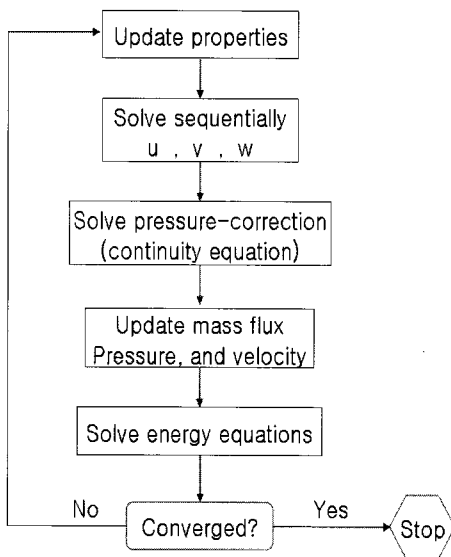 Update properties
Solve sequentially
u , v , w
Solve pressure-correction
(continuity equation)
Update mass flux
Pressure, and velocity
Solve energy equations
No
Converged?
Yes
Stop